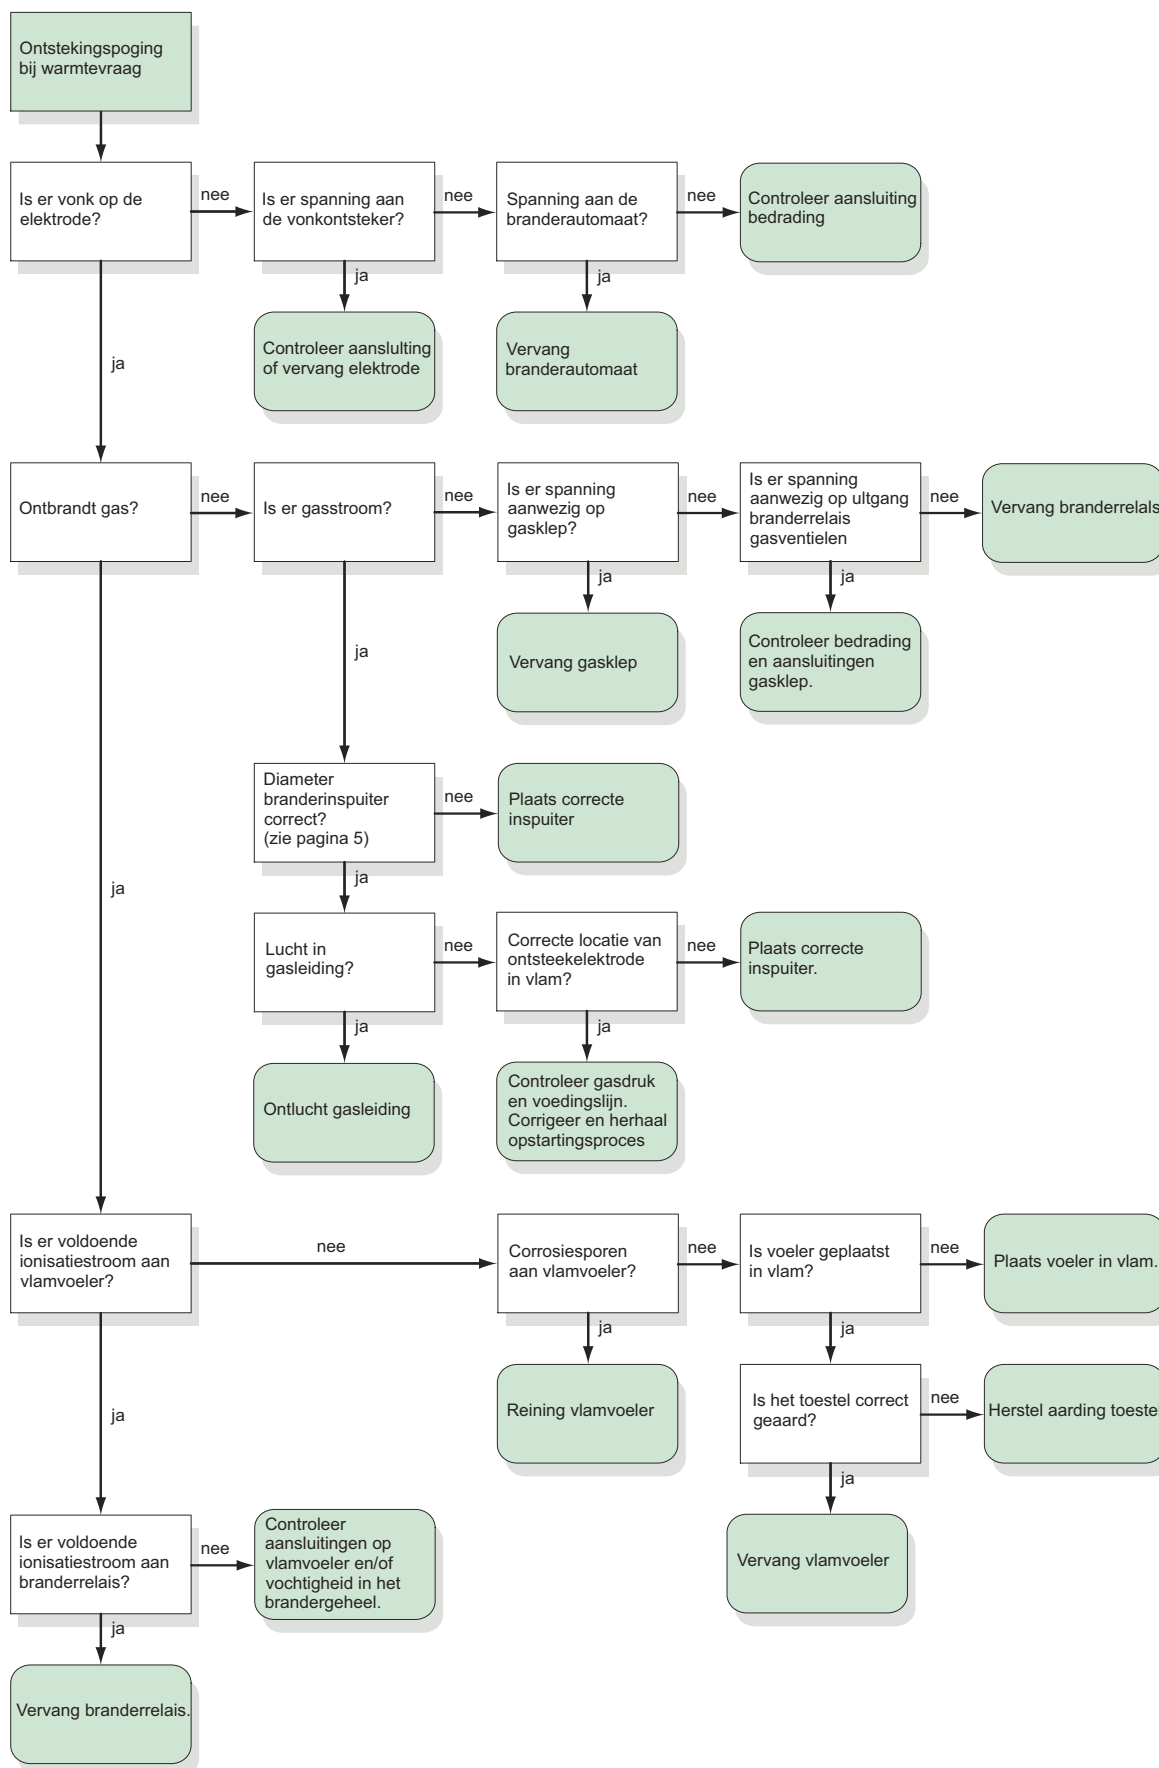 Ontstekingspoging
bij warmtevraag
Is er vonk op de
elektrode?
nee
Is er spanning aan
de vonkontsteker?
nee
Spanning aan de
branderautomaat?
nee
Controleer aansluiting
bedrading
ja
ja
Controleer aanslulting
of vervang elektrode
Vervang
branderautomaat
ja
Ontbrandt gas?
nee
Is er gasstroom?
nee
Is er spanning
aanwezig op
gasklep?
nee
Is er spanning
aanwezig op ultgang
branderrelais
gasventielen
nee
Vervang branderrelals
ja
ja
Vervang gasklep
Controleer bedrading
en aansluitingen
gasklep.
ja
Diameter
branderinspuiter
correct?
(zie pagina 5)
nee
Plaats correcte
inspuiter
ja
ja
Lucht in
gasleiding?
nee
Correcte locatie van
ontsteekelektrode
in vlam?
nee
Plaats correcte
inspuiter.
ja
ja
Ontlucht gasleiding
Controleer gasdruk
en voedingslijn.
Corrigeer en herhaal
opstartingsproces
Is er voldoende
ionisatiestroom aan
vlamvoeler?
nee
Corrosiesporen
aan vlamvoeler?
nee
Is voeler geplaatst
in vlam?
nee
Plaats voeler in vlam.
ja
ja
Reining vlamvoeler
Is het toestel correct
geaard?
nee
Herstel aarding toeste
ja
ja
Vervang vlamvoeler
Is er voldoende
ionisatiestroom aan
branderrelais?
nee
Controleer
aansluitingen op
vlamvoeler en/of
vochtigheid in het
brandergeheel.
ja
Vervang branderrelais.